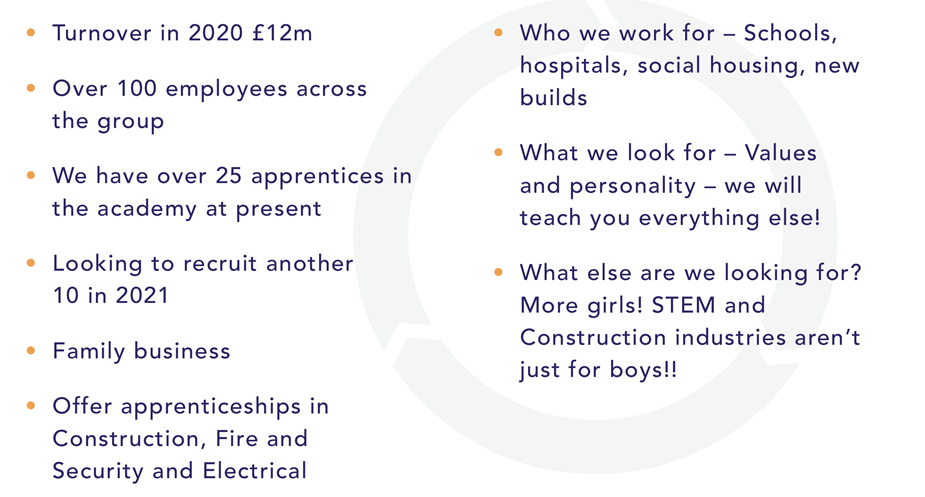 • Turnover in 2020 £12m
• Over 100 employees across
the group
• We have over 25 apprentices in
the academy at present
• Looking to recruit another
10 in 2021
• Family business
• Offer apprenticeships in
Construction, Fire and
Security and Electrical
• Who we work for – Schools,
hospitals, social housing, new
builds
• What we look for – Values
and personality – we will
teach you everything else!
• What else are we looking for?
More girls! STEM and
Construction industries aren’t
just for boys!!